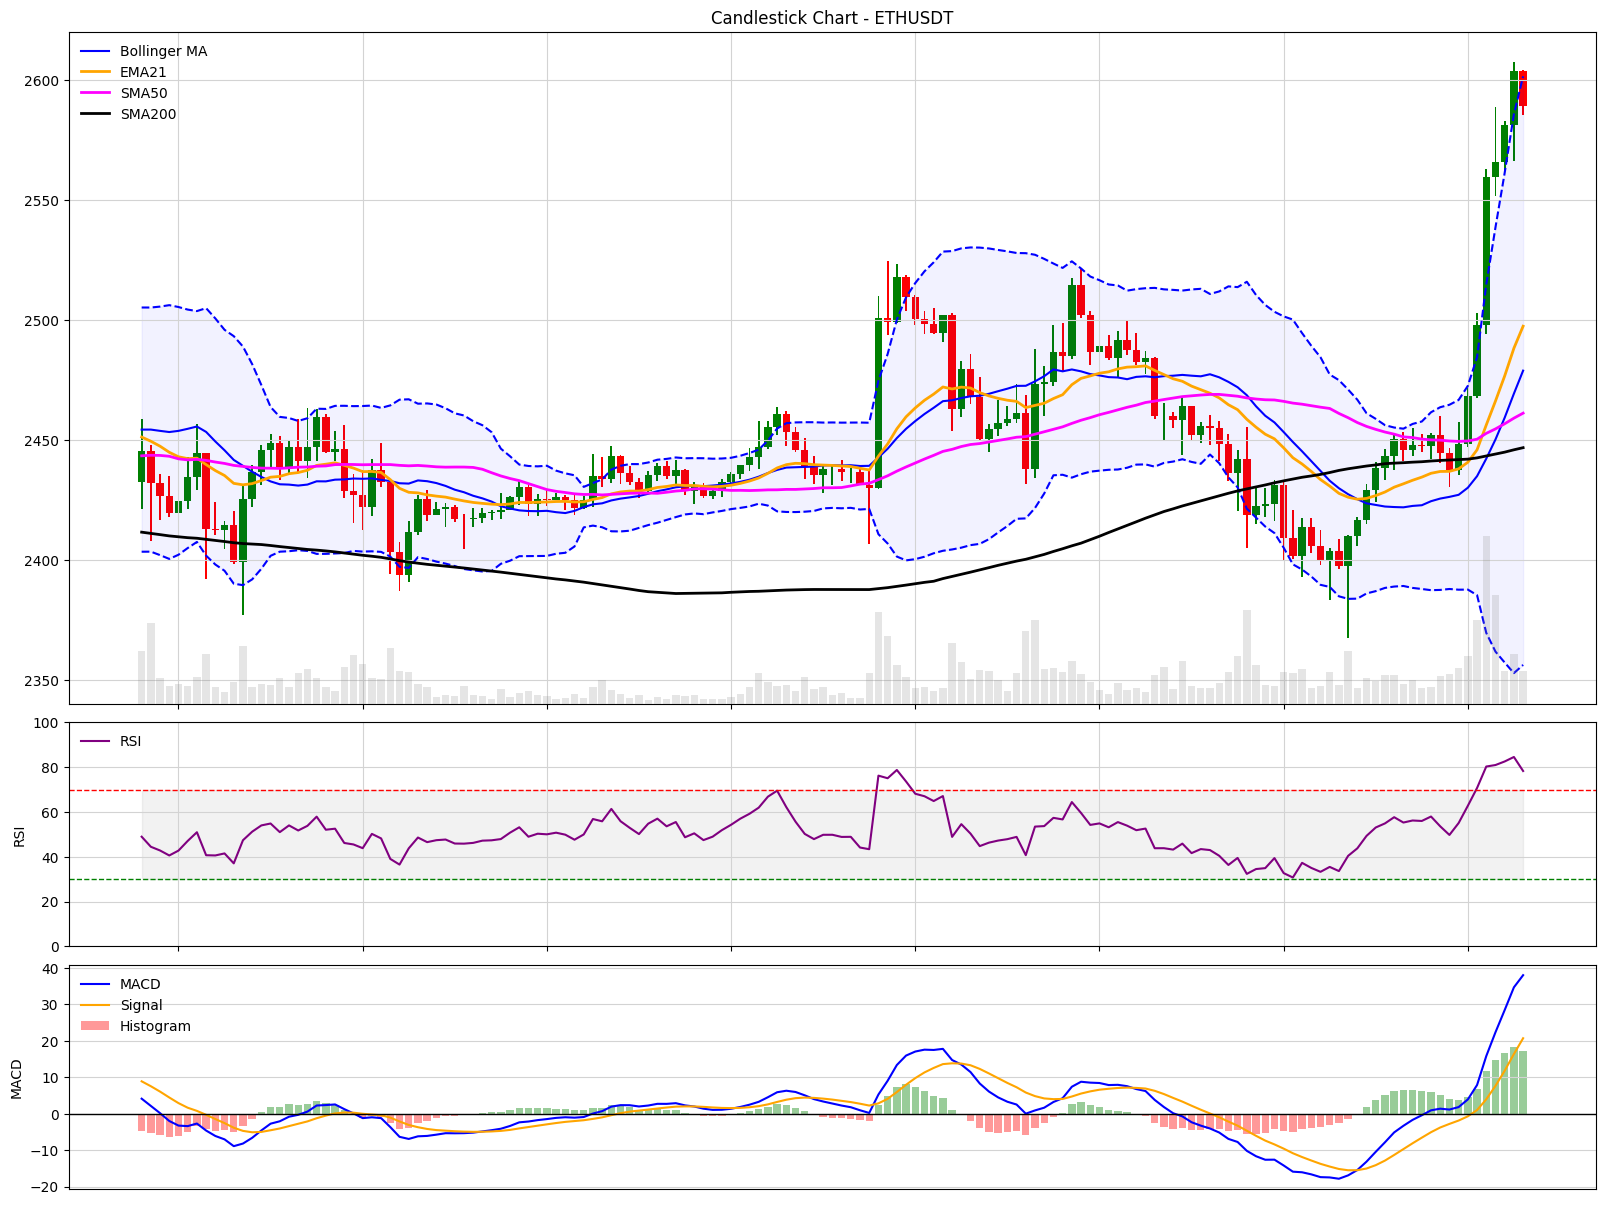 Candlestick Chart - ETHUSDT
Bollinger MA
EMA21
SMA50
SMA200
2600
2550
2500
2450
2400
2350
100
80
60
40
20
0
RSI
RSI
40
30
20
10
0
−10
−20
MACD
MACD
Signal
Histogram